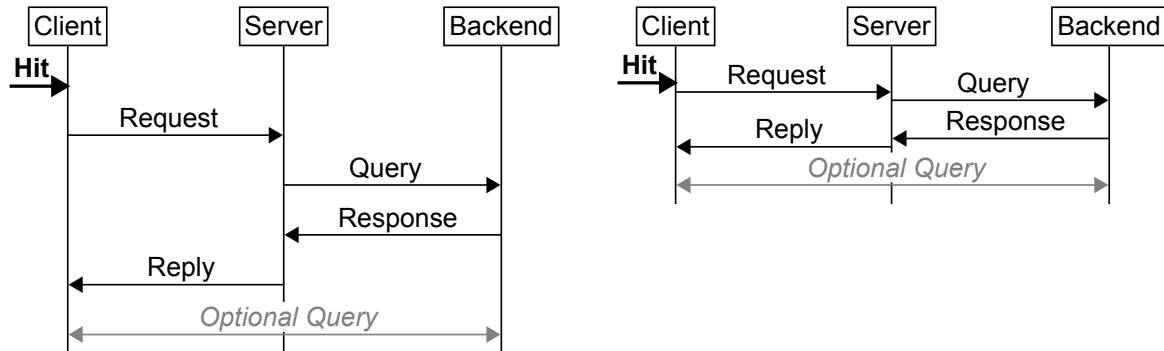 Client
Server
Backend
Hit
Request
Query
Response
Reply
Optional Query
Client
Server
Backend
Hit
Request
Query
Response
Reply
Optional Query